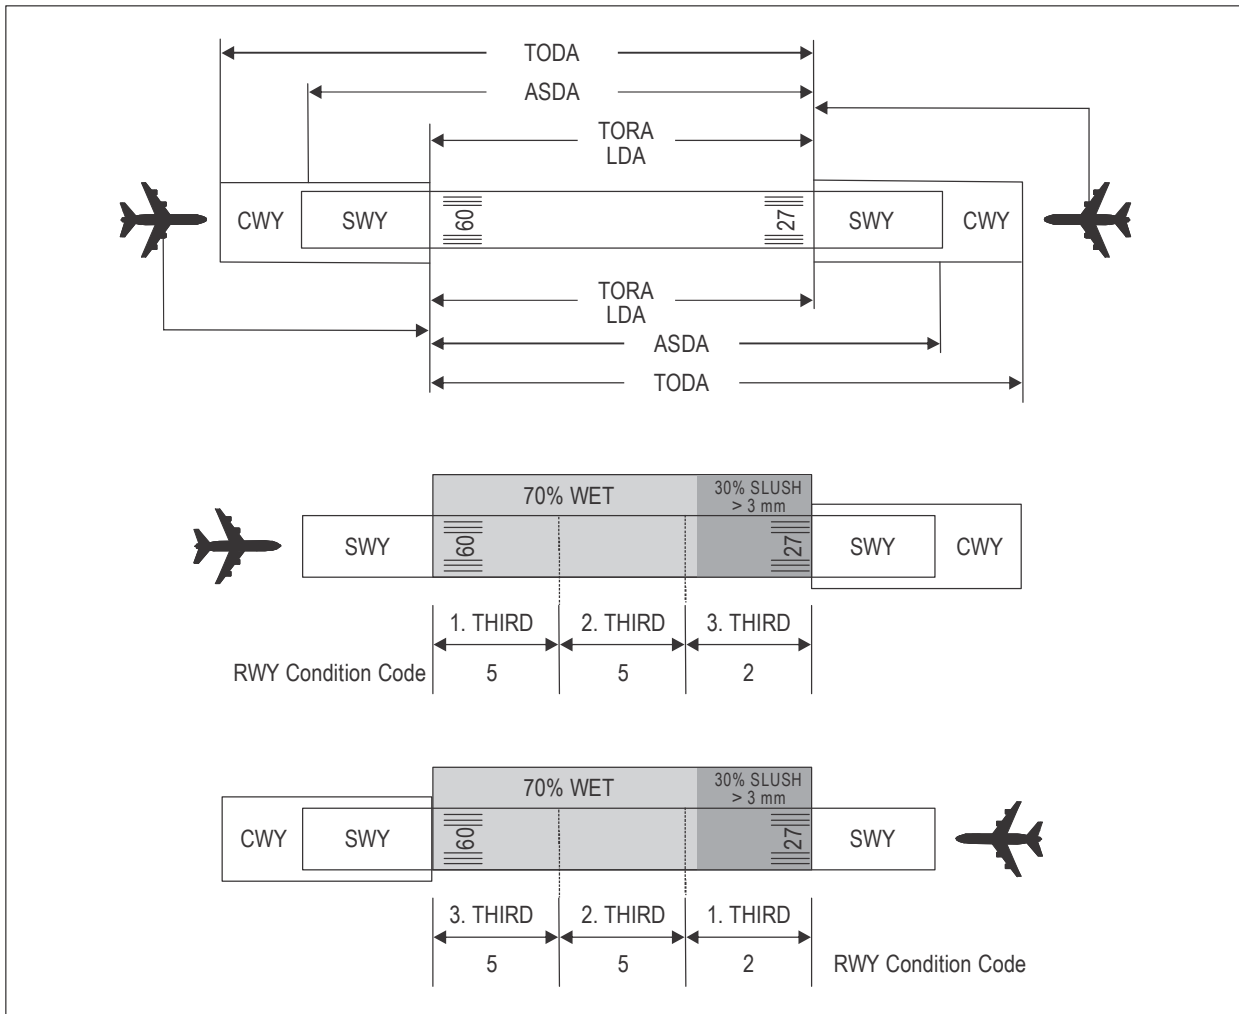 TODA
ASDA
TORA
LDA
CWY SWY 09 27 SWY CWY
TORA
LDA
ASDA
TODA
70% WET 30% SLUSH
> 3 mm
SWY 09 27 SWY CWY
1. THIRD 2. THIRD 3. THIRD
RWY Condition Code 5 5 2
70% WET 30% SLUSH
> 3 mm
CWY SWY 09 27 SWY
3. THIRD 2. THIRD 1. THIRD
5 5 2 RWY Condition Code